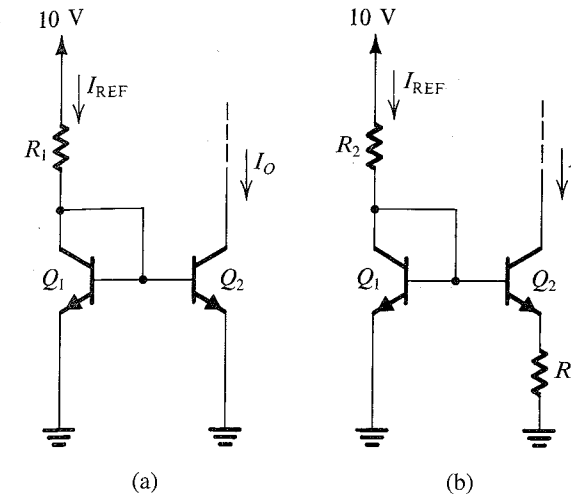 10 V
I_REF
R_1
I_O
Q_1
Q_2
(a)
10 V
I_REF
R_2
Q_1
Q_2
R
(b)